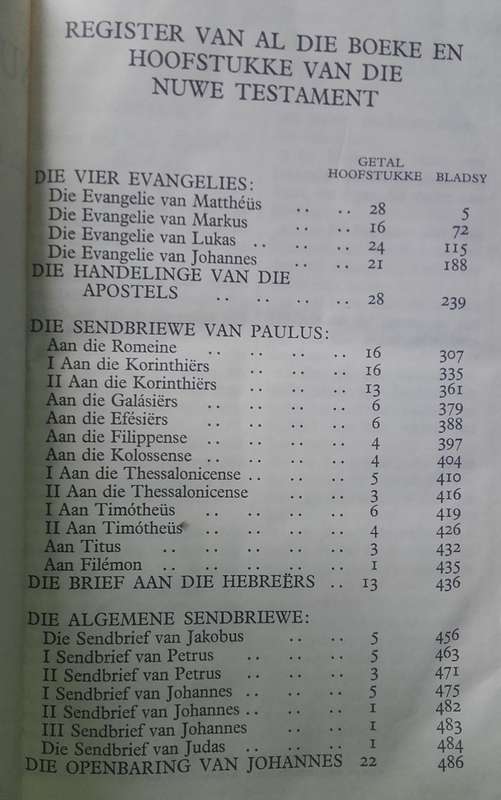 REGISTER VAN AL DIE BOEKE EN
HOOFSTUKKE VAN DIE
NUWE TESTAMENT
GETAL
HOOFSTUKKE BLADSY
DIE VIER EVANGELIES:
Die Evangelie van Matthéüs .. .. 28 5
Die Evangelie van Markus .. .. 16 72
Die Evangelie van Lukas .. .. .. 24 115
Die Evangelie van Johannes .. .. 21 188
DIE HANDELINGE VAN DIE
APOSTELS .. .. .. .. 28 239
DIE SENDBRIEWE VAN PAULUS:
Aan die Romeine .. .. .. .. 16 307
I Aan die Korinthiërs .. .. .. 16 335
II Aan die Korinthiërs .. .. .. 13 361
Aan die Galásiërs .. .. .. .. 6 379
Aan die Efésiërs .. .. .. .. 6 388
Aan die Filippense .. .. .. .. 4 397
Aan die Kolossense .. .. .. .. 4 404
I Aan die Thessalonicense .. .. .. 5 410
II Aan die Thessalonicense .. .. 3 416
I Aan Timótheüs .. .. .. .. 6 419
II Aan Timótheüs .. .. .. .. 4 426
Aan Titus .. .. .. .. .. 3 432
Aan Filémon .. .. .. .. .. 1 435
DIE BRIEF AAN DIE HEBREËRS .. 13 436
DIE ALGEMENE SENDBRIEWE:
Die Sendbrief van Jakobus .. .. 5 456
I Sendbrief van Petrus .. .. .. 5 463
II Sendbrief van Petrus .. .. .. 3 471
I Sendbrief van Johannes .. .. .. 5 475
II Sendbrief van Johannes .. .. .. 1 482
III Sendbrief van Johannes .. .. 1 483
Die Sendbrief van Judas .. .. .. 1 484
DIE OPENBARING VAN JOHANNES 22 486